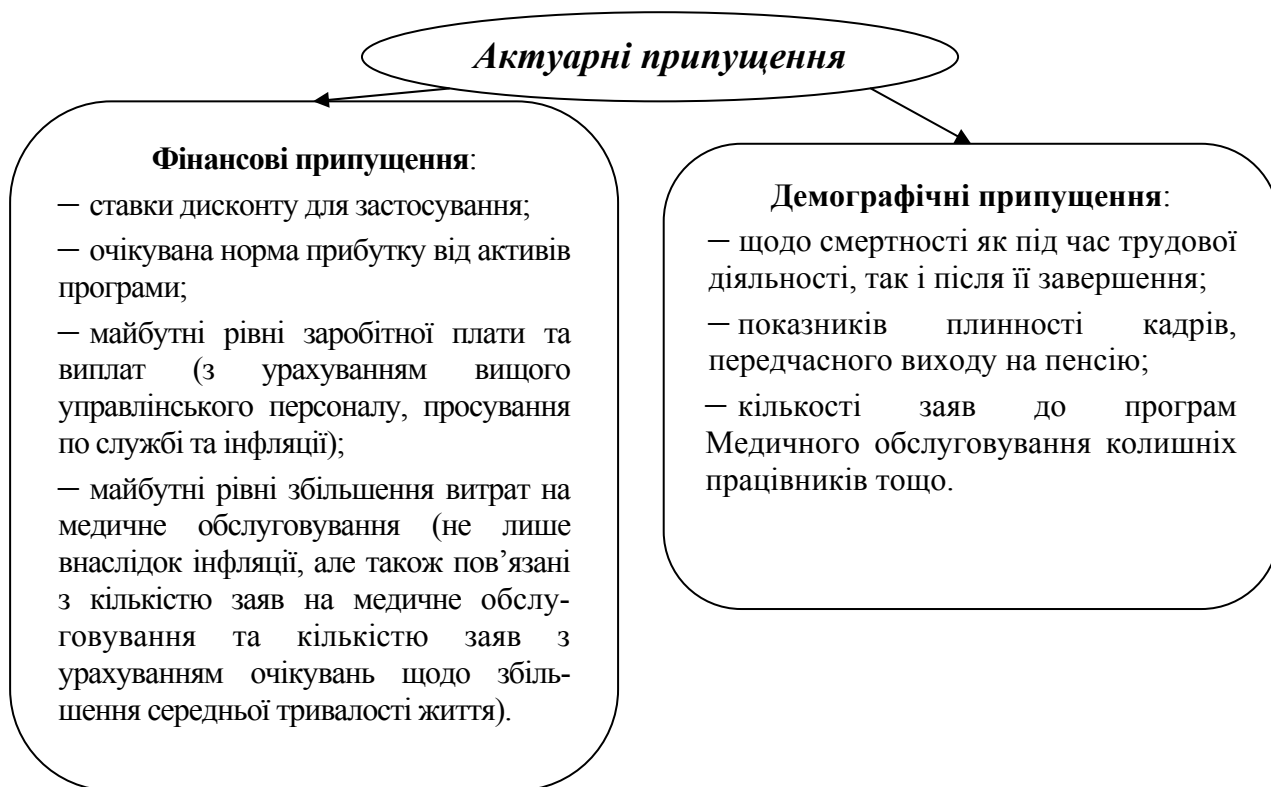 Актуарні припущення
Фінансові припущення:
— ставки дисконту для застосування;
— очікувана норма прибутку від активів
програми;
— майбутні рівні заробітної плати та
виплат (з урахуванням вищого
управлінського персоналу, просування
по службі та інфляції);
— майбутні рівні збільшення витрат на
медичне обслуговування (не лише
внаслідок інфляції, але також пов’язані
з кількістю заяв на медичне обслу-
говування та кількістю заяв з
урахуванням очікувань щодо збіль-
шення середньої тривалості життя).
Демографічні припущення:
— щодо смертності як під час трудової
діяльності, так і після її завершення;
— показників плинності кадрів,
передчасного виходу на пенсію;
— кількості заяв до програм
Медичного обслуговування колишніх
працівників тощо.